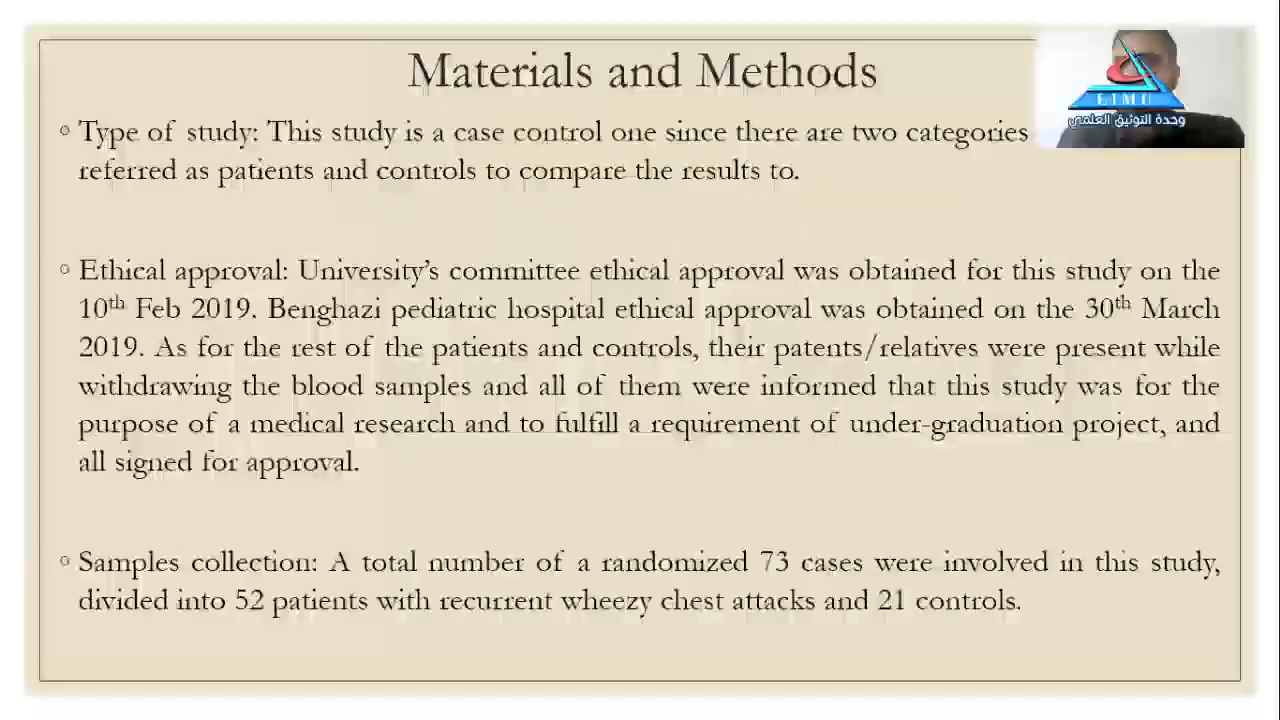 Materials and Methods
LIMU
وحدة التوثيق العلمي
◦ Type of study: This study is a case control one since there are two categories
referred as patients and controls to compare the results to.
◦ Ethical approval: University’s committee ethical approval was obtained for this study on the
10th Feb 2019. Benghazi pediatric hospital ethical approval was obtained on the 30th March
2019. As for the rest of the patients and controls, their patents/relatives were present while
withdrawing the blood samples and all of them were informed that this study was for the
purpose of a medical research and to fulfill a requirement of under-graduation project, and
all signed for approval.
◦ Samples collection: A total number of a randomized 73 cases were involved in this study,
divided into 52 patients with recurrent wheezy chest attacks and 21 controls.